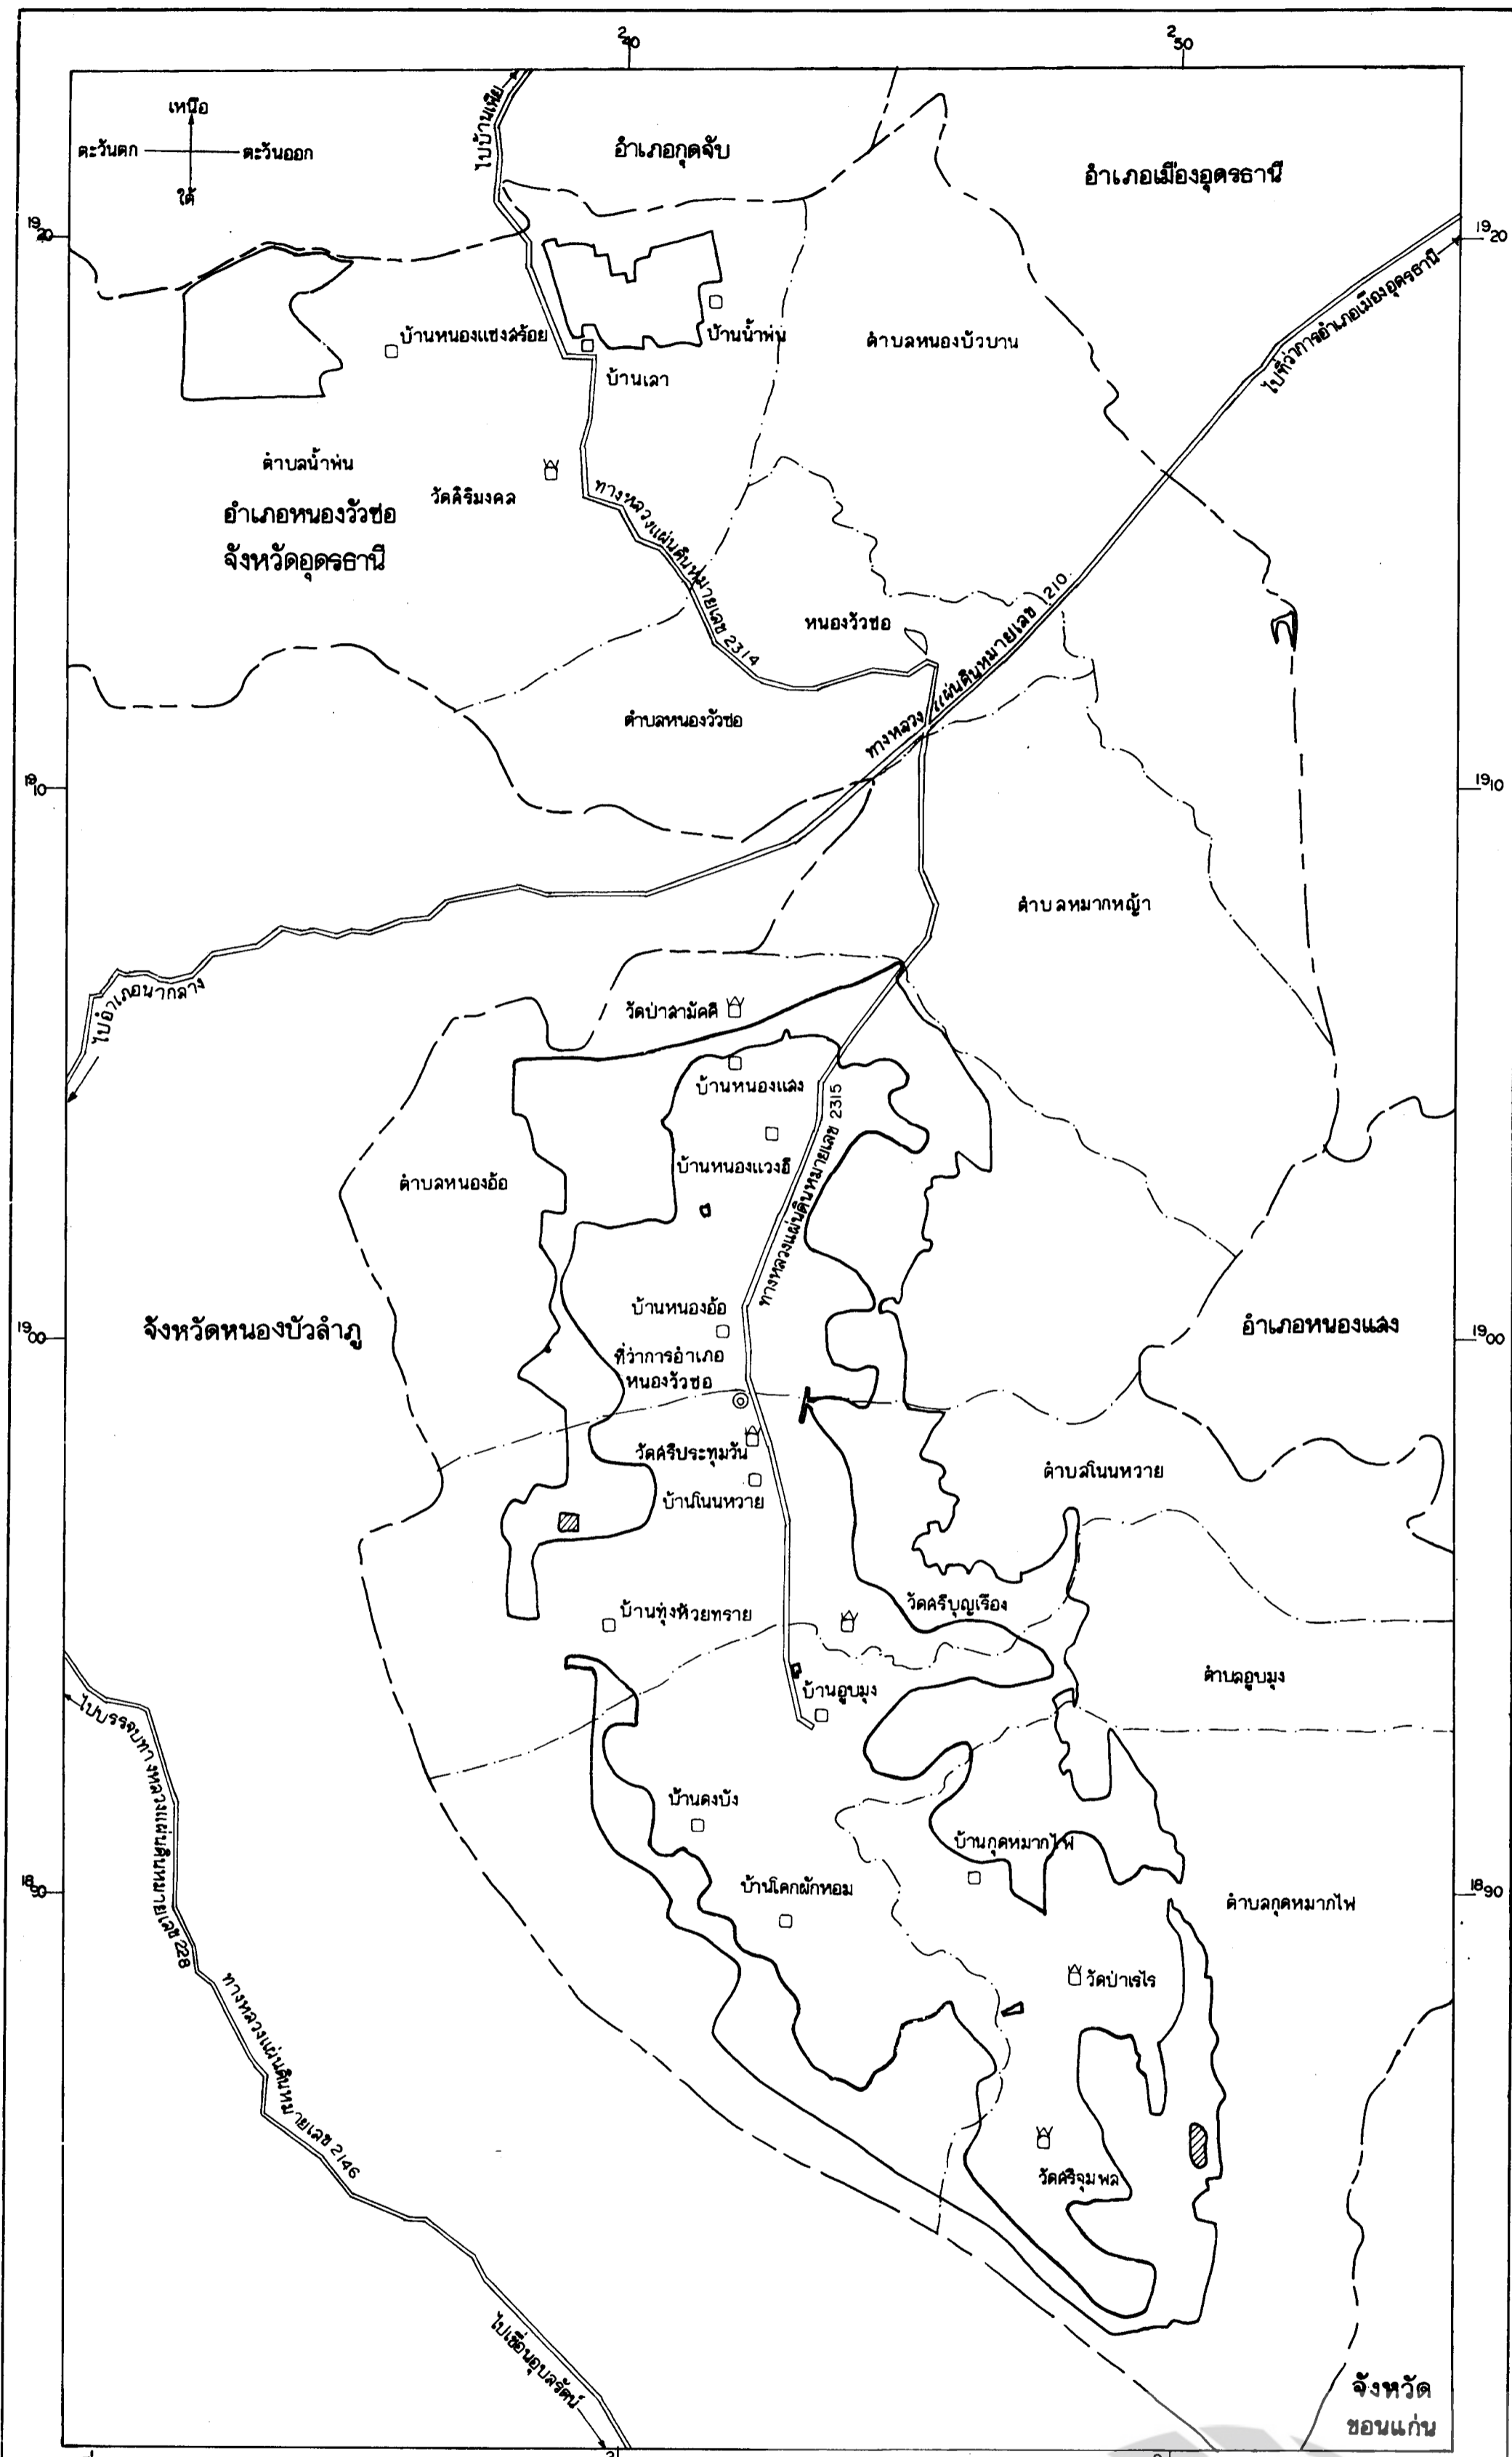 240
250
เหนือ
ตะวันตก
ตะวันออก
ใต้
ไปบ้านเพีย
อำเภอกุดจับ
อำเภอเมืองอุดรธานี
1920
1920
ไปที่ว่าการอำเภอเมืองอุดรธานี
บ้านหนองแซงสร้อย
บ้านน้ำพ่น
ตำบลหนองบัวบาน
บ้านเลา
ตำบลน้ำพ่น
วัดคีรีมงคล
อำเภอหนองวัวซอ
จังหวัดอุดรธานี
ทางหลวงแผ่นดินหมายเลข 2314
หนองวัวซอ
ทางหลวงแผ่นดินหมายเลข 1210
ตำบลหนองวัวซอ
1910
1910
ตำบลหมากหญ้า
ไปอำเภอนากลาง
วัดป่าสามัคคี
บ้านหนองแสง
บ้านหนองแวงฮี
ทางหลวงแผ่นดินหมายเลข 2315
ตำบลหนองอ้อ
บ้านหนองอ้อ
จังหวัดหนองบัวลำภู
อำเภอหนองแสง
1900
1900
ที่ว่าการอำเภอ
หนองวัวซอ
วัดศรีประทุมวัน
บ้านโนนหวาย
ตำบลโนนหวาย
บ้านทุ่งห้วยทราย
วัดศรีบุญเรือง
ตำบลอูบมุง
บ้านอูบมุง
ไปบรรจบทางหลวงแผ่นดินหมายเลข 228
บ้านดงบัง
บ้านกุดหมากไฟ
บ้านโคกผักหอม
1890
1890
ตำบลกุดหมากไฟ
วัดป่าเรไร
ทางหลวงแผ่นดินหมายเลข 2146
วัดศรีจุมพล
ไปเขื่อนอุบลรัตน์
จังหวัด
ขอนแก่น